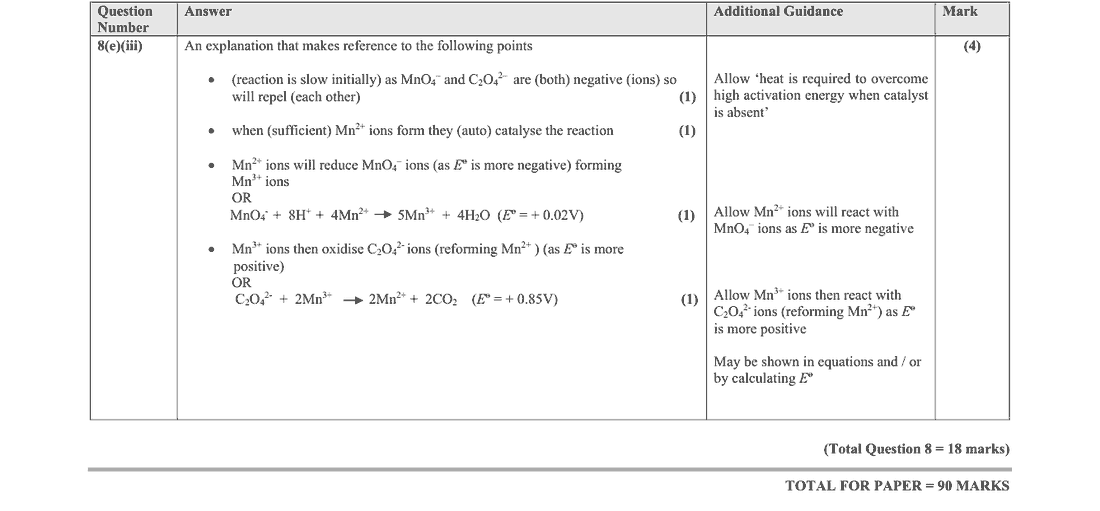 Question Number
Answer
Additional Guidance
Mark
8(e)(iii)
An explanation that makes reference to the following points
(4)
• (reaction is slow initially) as MnO₄⁻ and C₂O₄²⁻ are (both) negative (ions) so
will repel (each other) (1)
Allow ‘heat is required to overcome
high activation energy when catalyst
is absent’
• when (sufficient) Mn²⁺ ions form they (auto) catalyse the reaction (1)
• Mn²⁺ ions will reduce MnO₄⁻ ions (as E° is more negative) forming
Mn³⁺ ions
OR
MnO₄⁻ + 8H⁺ + 4Mn²⁺ → 5Mn³⁺ + 4H₂O (E° = + 0.02V) (1)
Allow Mn²⁺ ions will react with
MnO₄⁻ ions as E° is more negative
• Mn³⁺ ions then oxidise C₂O₄²⁻ ions (reforming Mn²⁺ ) (as E° is more
positive)
OR
C₂O₄²⁻ + 2Mn³⁺ → 2Mn²⁺ + 2CO₂ (E° = + 0.85V) (1)
Allow Mn³⁺ ions then react with
C₂O₄²⁻ ions (reforming Mn²⁺) as E°
is more positive
May be shown in equations and / or
by calculating E°
(Total Question 8 = 18 marks)
TOTAL FOR PAPER = 90 MARKS